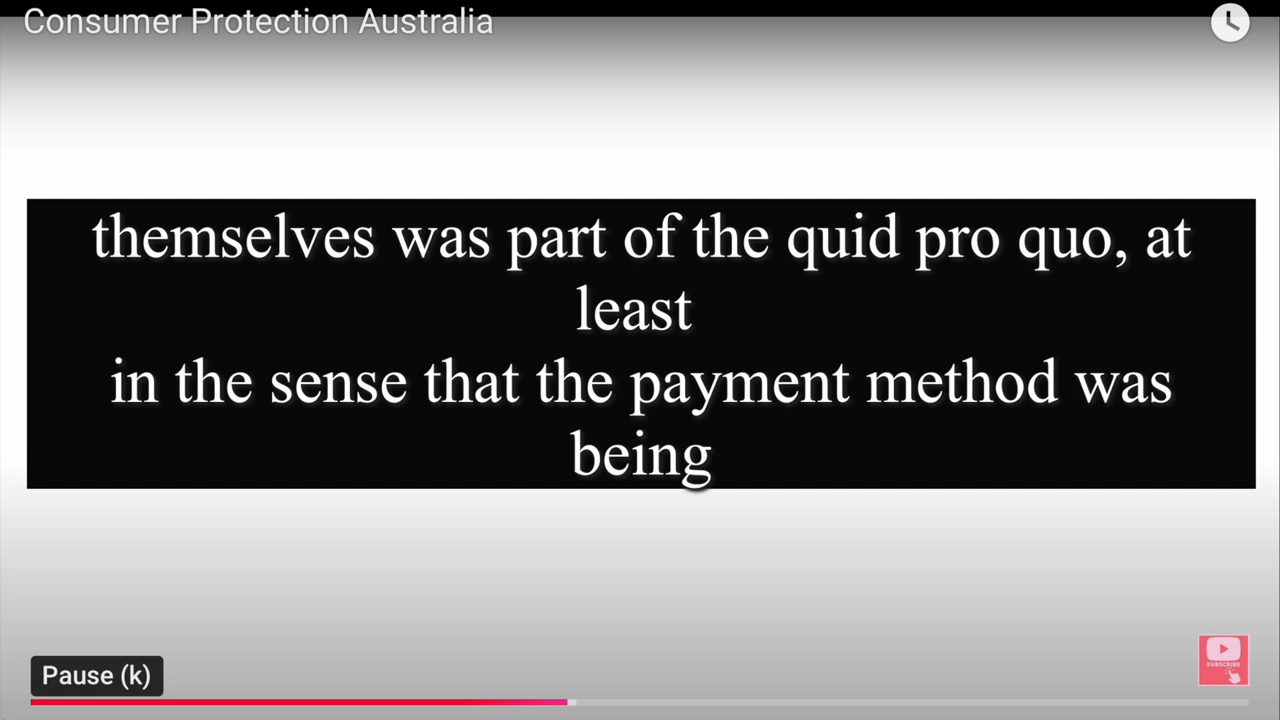 Consumer Protection Australia
themselves was part of the quid pro quo, at
least
in the sense that the payment method was
being
SUBSCRIBE
Pause (k)